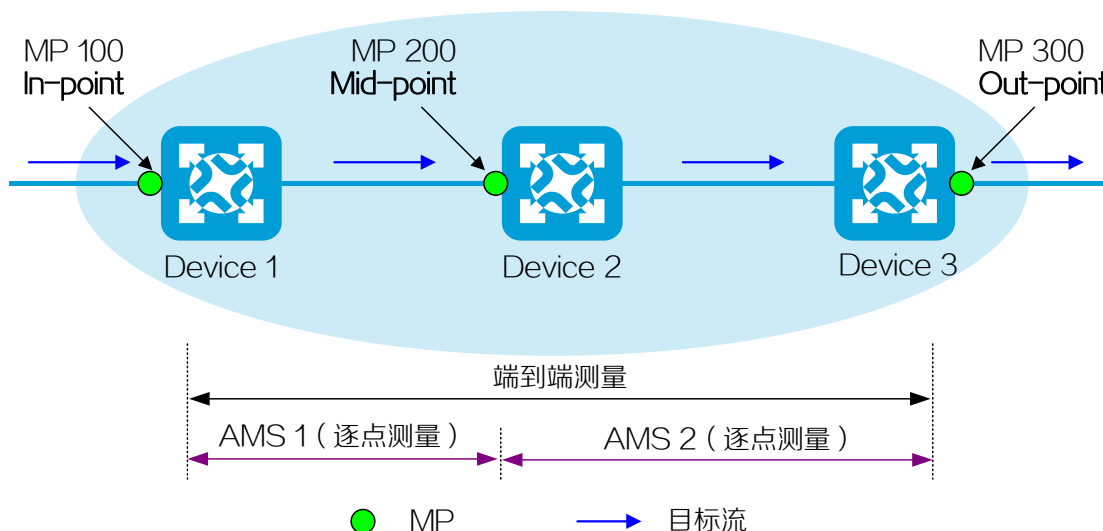 MP 100
In-point
MP 200
Mid-point
MP 300
Out-point
Device 1
Device 2
Device 3
端到端测量
AMS 1（逐点测量）
AMS 2（逐点测量）
MP
目标流